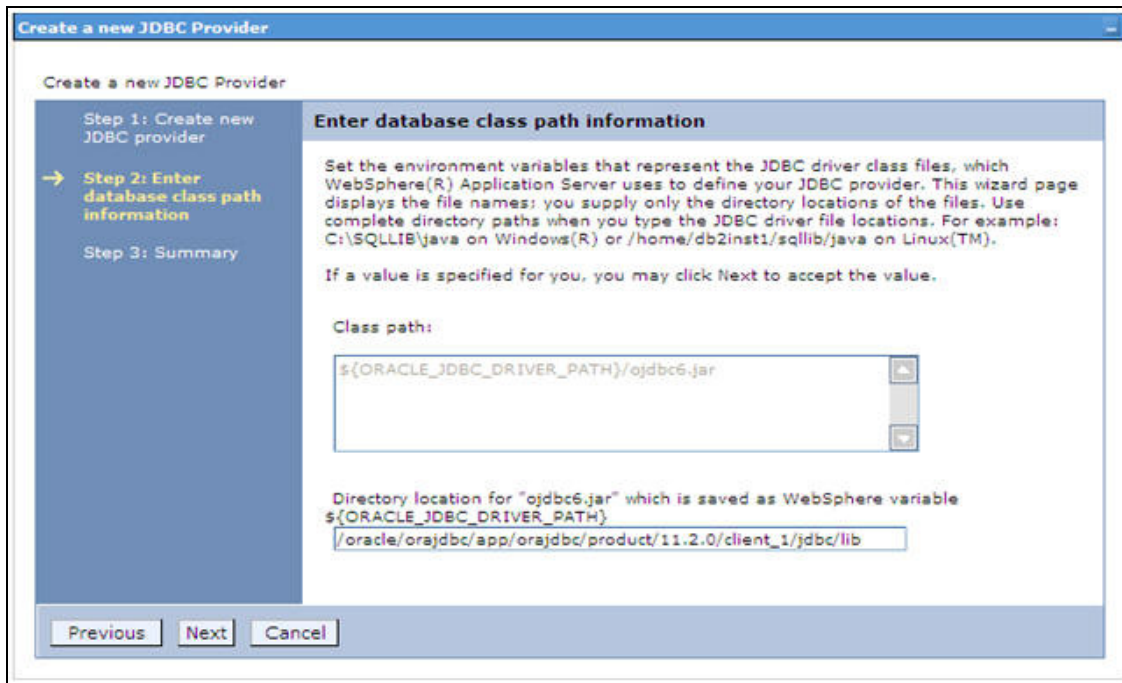 Create a new JDBC Provider
Create a new JDBC Provider
Step 1: Create new
JDBC provider
Step 2: Enter
database class path
information
Step 3: Summary
Enter database class path information
Set the environment variables that represent the JDBC driver class files, which
WebSphere(R) Application Server uses to define your JDBC provider. This wizard page
displays the file names; you supply only the directory locations of the files. Use
complete directory paths when you type the JDBC driver file locations. For example:
C:\SQLLIB\java on Windows(R) or /home/db2inst1/sqllib/java on Linux(TM).
If a value is specified for you, you may click Next to accept the value.
Class path:
${ORACLE_JDBC_DRIVER_PATH}/ojdbc6.jar
Directory location for "ojdbc6.jar" which is saved as WebSphere variable
${ORACLE_JDBC_DRIVER_PATH}
/oracle/orajdbc/app/orajdbc/product/11.2.0/client_1/jdbc/lib
Previous Next Cancel